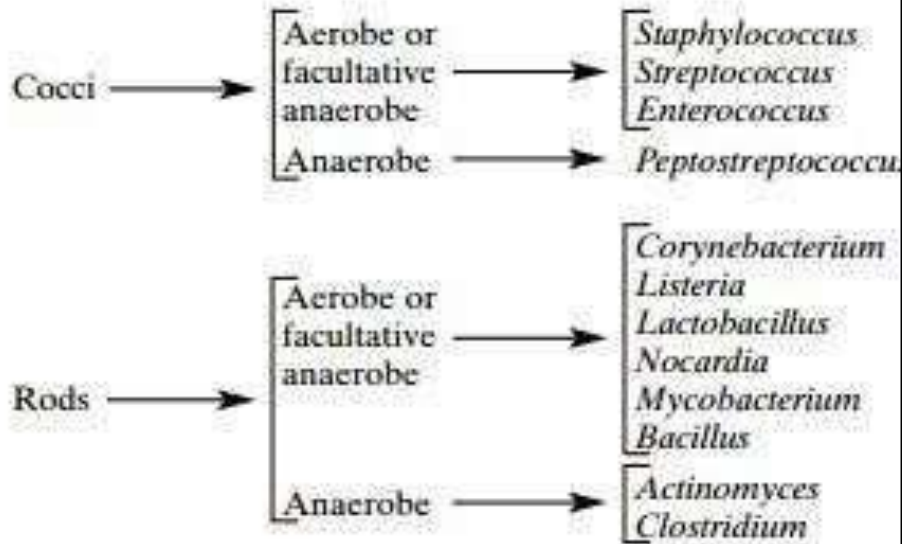 Cocci
Aerobe or
facultative
anaerobe
Staphylococcus
Streptococcus
Enterococcus
Anaerobe
Peptostreptococcus
Rods
Aerobe or
facultative
anaerobe
Corynebacterium
Listeria
Lactobacillus
Nocardia
Mycobacterium
Bacillus
Anaerobe
Actinomyces
Clostridium